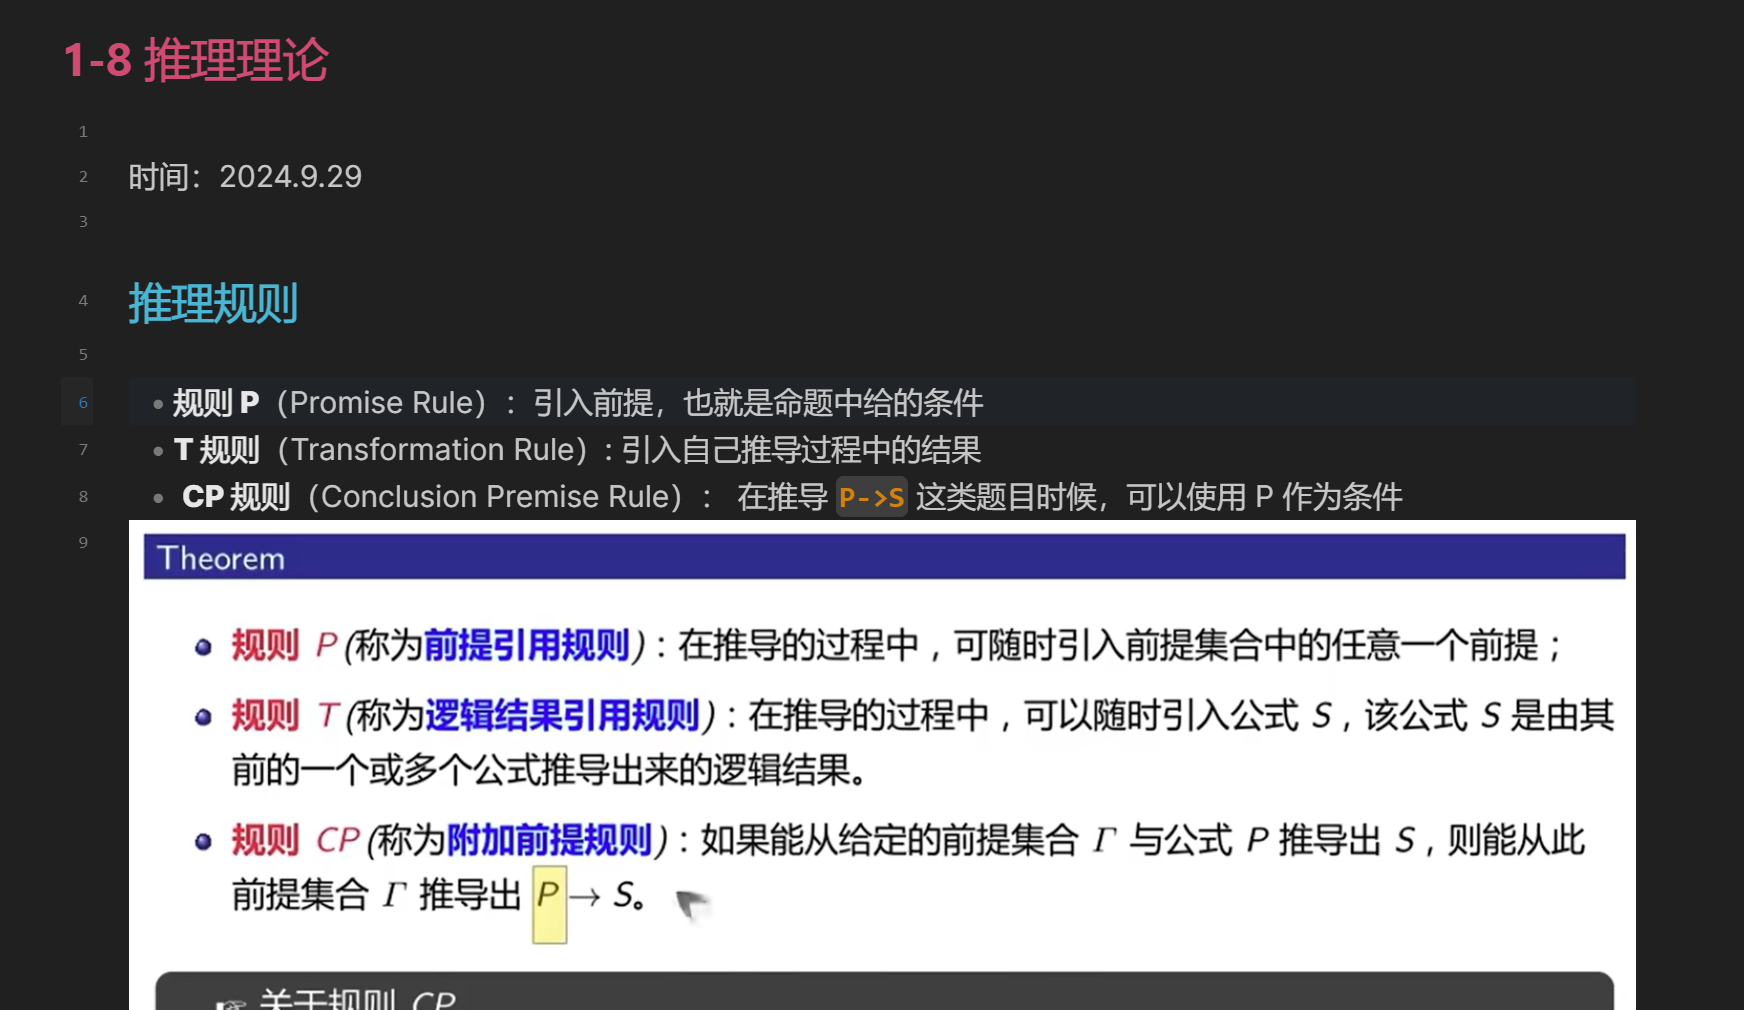 1-8 推理理论
1
2 时间：2024.9.29
3
4 推理规则
5
6 • 规则 P（Promise Rule）：引入前提，也就是命题中给的条件
7 • T 规则（Transformation Rule）: 引入自己推导过程中的结果
8 • CP 规则（Conclusion Premise Rule）： 在推导 P->S 这类题目时候，可以使用 P 作为条件
9
Theorem
规则 P (称为前提引用规则)：在推导的过程中，可随时引入前提集合中的任意一个前提；
规则 T (称为逻辑结果引用规则)：在推导的过程中，可以随时引入公式 S，该公式 S 是由其
前的一个或多个公式推导出来的逻辑结果。
规则 CP (称为附加前提规则)：如果能从给定的前提集合 Γ 与公式 P 推导出 S，则能从此
前提集合 Γ 推导出 P → S。
☞ 关于规则 CP